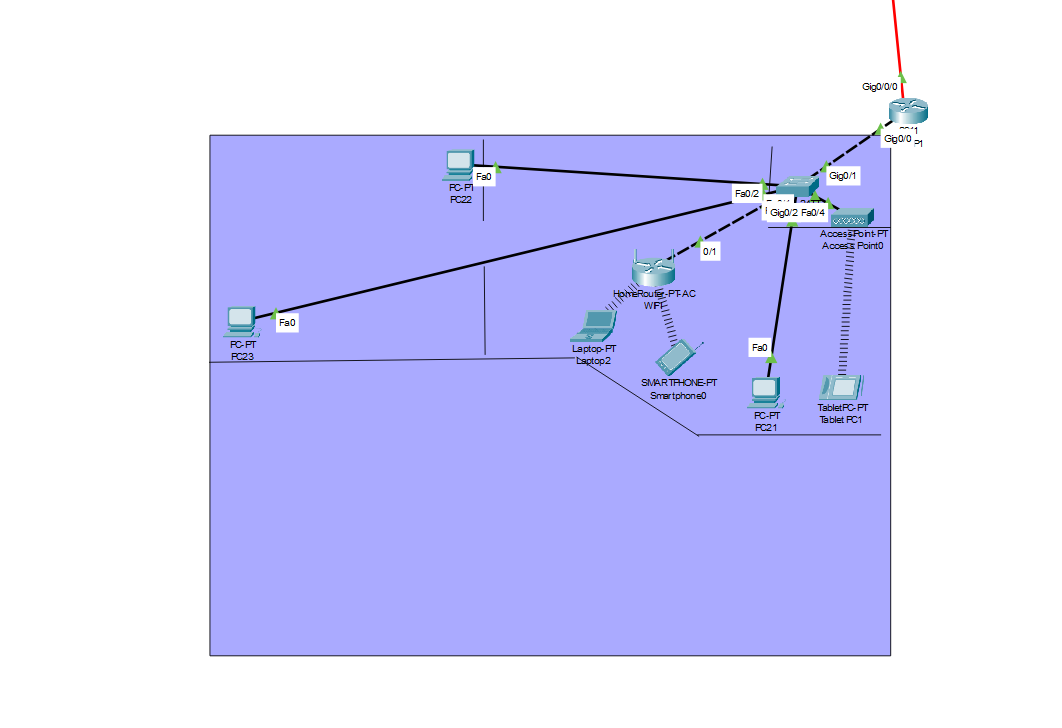 Gig0/0/0
Gig0/0
P1
Gig0/1
PC-PT
PC22
Fa0
Fa0/2
Gig0/2
Fa0/4
AccessPoint-PT
Access Point0
0/1
HomeRouter-PT-AC
WIFI
Fa0
PC-PT
PC23
Laptop-PT
Laptop2
SMARTPHONE-PT
Smartphone0
Fa0
PC-PT
PC21
TabletPC-PT
Tablet PC1